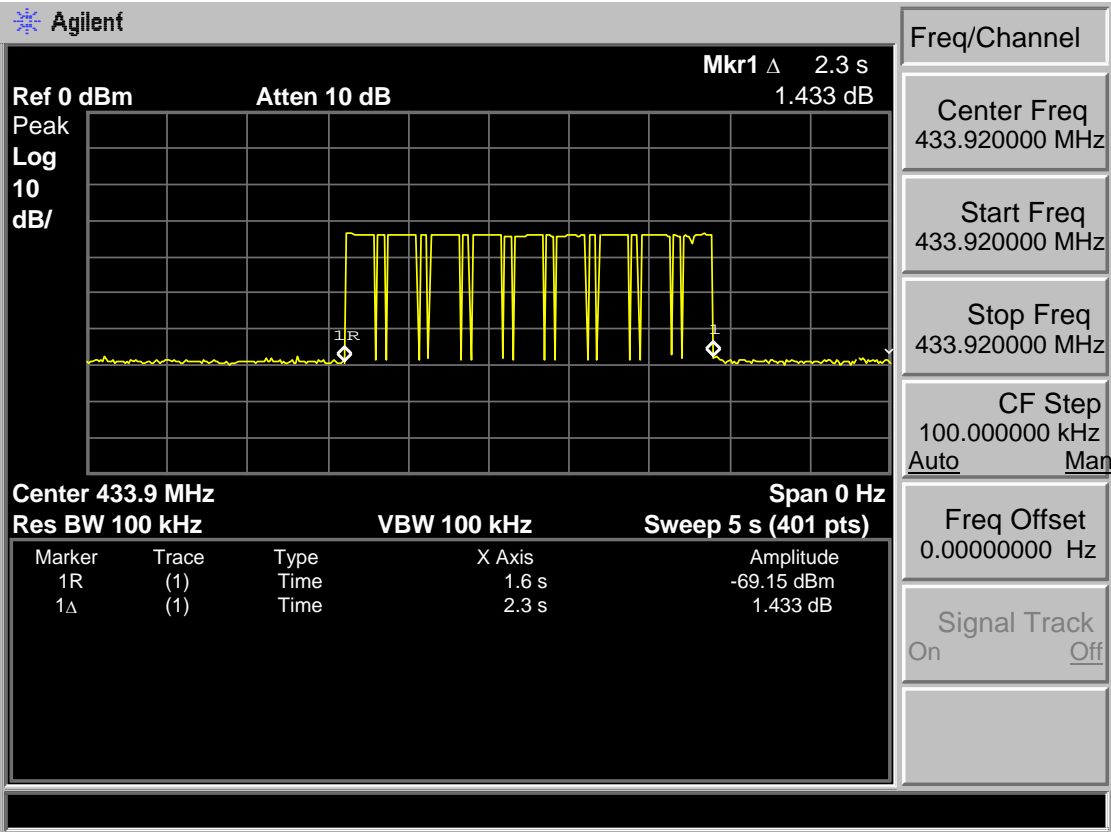 Agilent
Mkr1 Δ 2.3 s
Ref 0 dBm Atten 10 dB 1.433 dB
Peak
Log
10
dB/
1R
1
Center 433.9 MHz Span 0 Hz
Res BW 100 kHz VBW 100 kHz Sweep 5 s (401 pts)
Marker Trace Type X Axis Amplitude
1R (1) Time 1.6 s -69.15 dBm
1Δ (1) Time 2.3 s 1.433 dB
Freq/Channel
Center Freq
433.920000 MHz
Start Freq
433.920000 MHz
Stop Freq
433.920000 MHz
CF Step
100.000000 kHz
Auto Man
Freq Offset
0.00000000 Hz
Signal Track
On Off